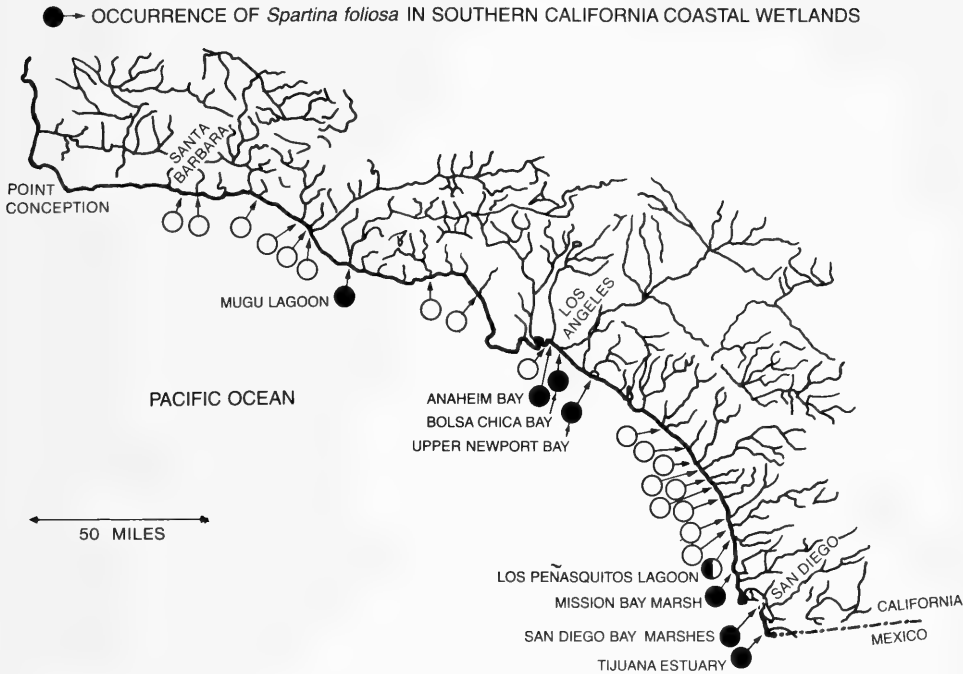 OCCURRENCE OF Spartina foliosa IN SOUTHERN CALIFORNIA COASTAL WETLANDS
SANTA
BARBARA
POINT
CONCEPTION
MUGU LAGOON
LOS
ANGELES
PACIFIC OCEAN
ANAHEIM BAY
BOLSA CHICA BAY
UPPER NEWPORT BAY
50 MILES
LOS PEÑASQUITOS LAGOON
SAN DIEGO
MISSION BAY MARSH
CALIFORNIA
SAN DIEGO BAY MARSHES
MEXICO
TIJUANA ESTUARY